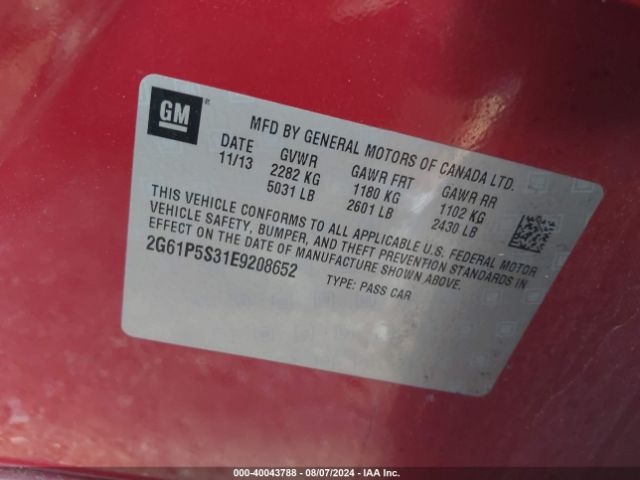 GM ®
MFD BY GENERAL MOTORS OF CANADA LTD.
DATE GVWR GAWR FRT GAWR RR
11/13 2282 KG 1180 KG 1102 KG
5031 LB 2601 LB 2430 LB
THIS VEHICLE CONFORMS TO ALL APPLICABLE U.S. FEDERAL MOTOR
VEHICLE SAFETY, BUMPER, AND THEFT PREVENTION STANDARDS IN
EFFECT ON THE DATE OF MANUFACTURE SHOWN ABOVE.
2G61P5S31E9208652 TYPE: PASS CAR
000-40043788 - 08/07/2024 - IAA Inc.